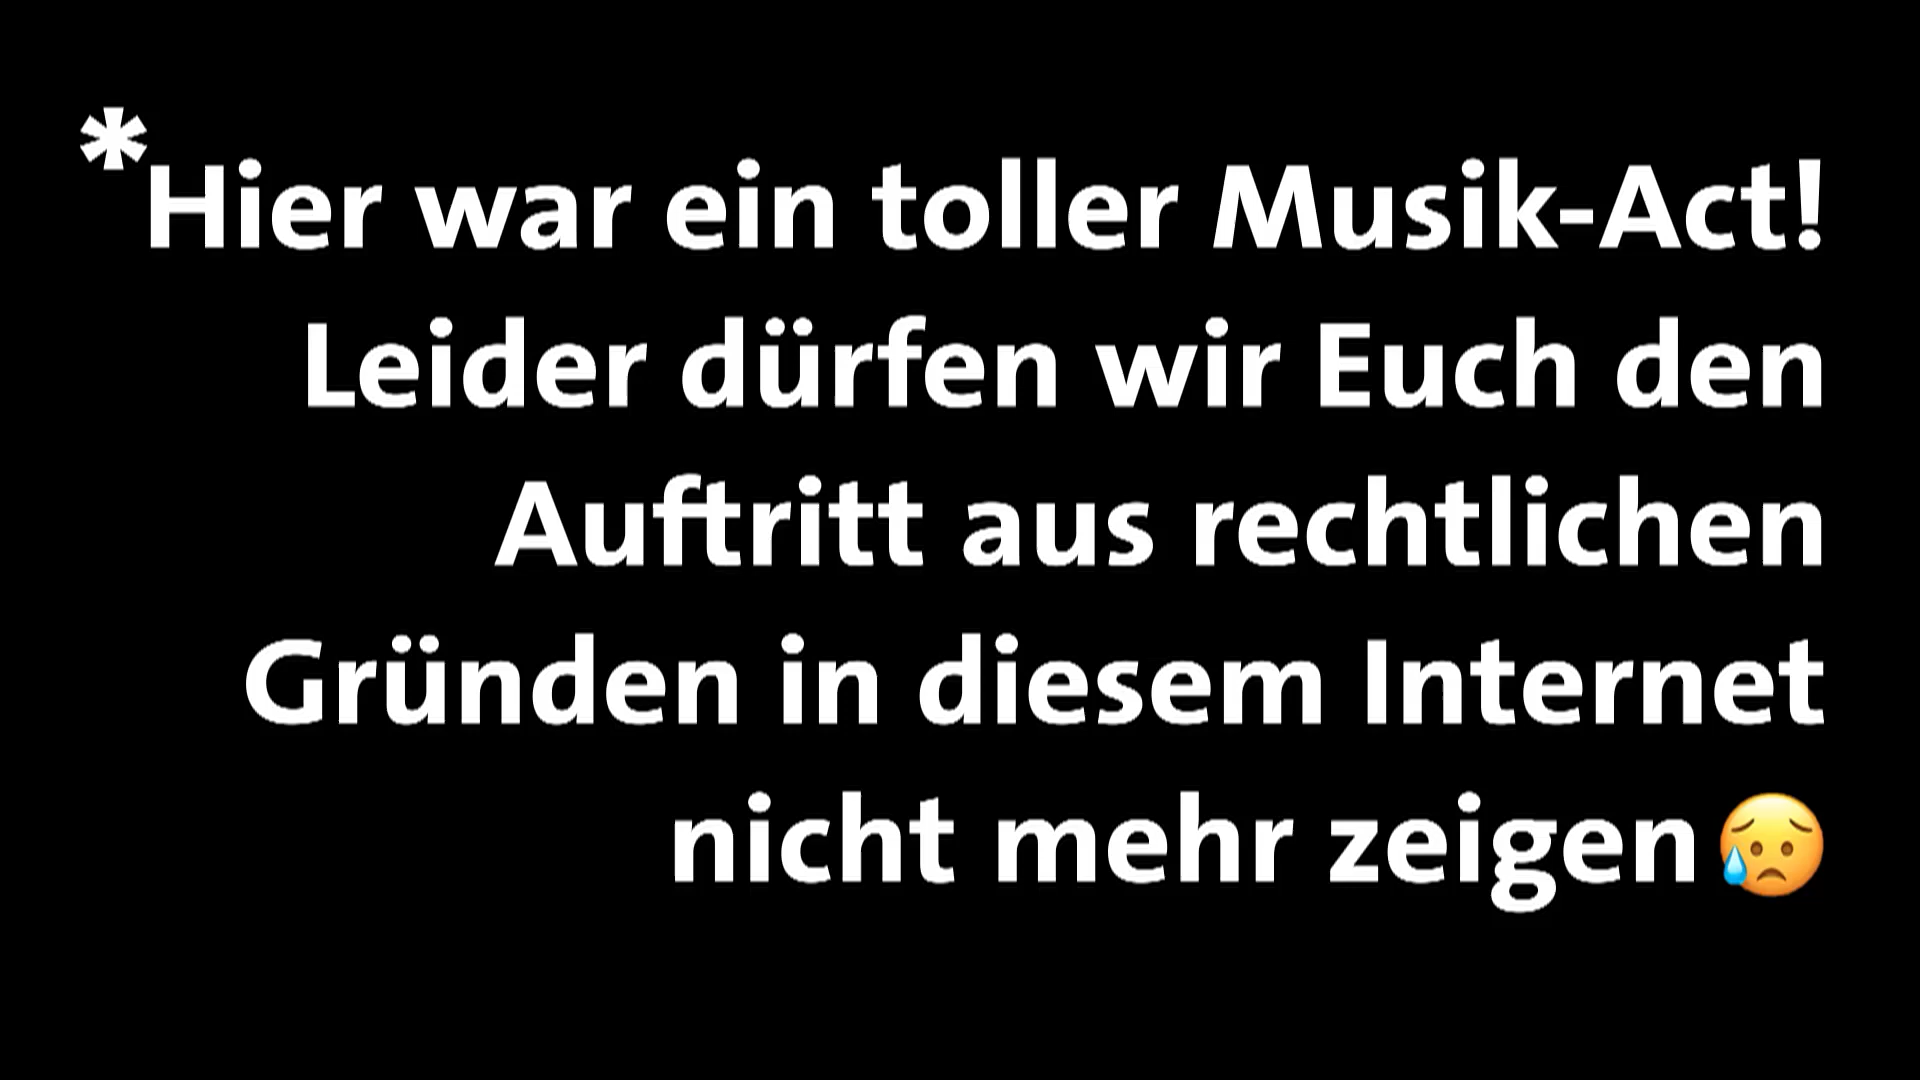 *Hier war ein toller Musik-Act!
Leider dürfen wir Euch den
Auftritt aus rechtlichen
Gründen in diesem Internet
nicht mehr zeigen😥